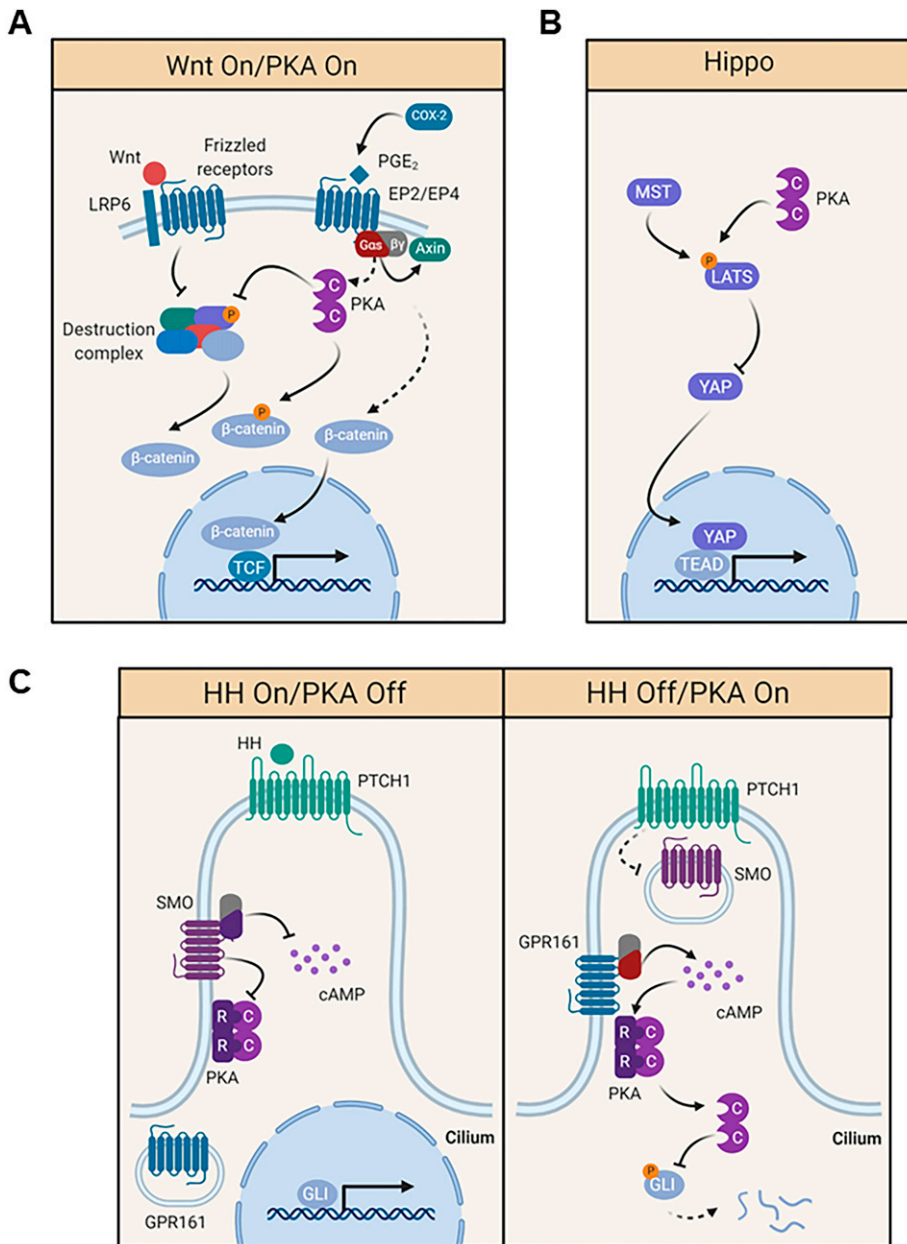 A
Wnt On/PKA On
COX-2
Wnt
Frizzled
receptors
PGE₂
LRP6
EP2/EP4
Gαs
βγ
Axin
C
C
PKA
P
Destruction
complex
P
β-catenin
β-catenin
β-catenin
β-catenin
TCF
B
Hippo
MST
C
C
PKA
P
LATS
YAP
YAP
TEAD
C
HH On/PKA Off
HH
PTCH1
SMO
cAMP
R C
R C
PKA
Cilium
GPR161
GLI
HH Off/PKA On
PTCH1
SMO
GPR161
cAMP
R C
R C
PKA
C
C
Cilium
P
GLI